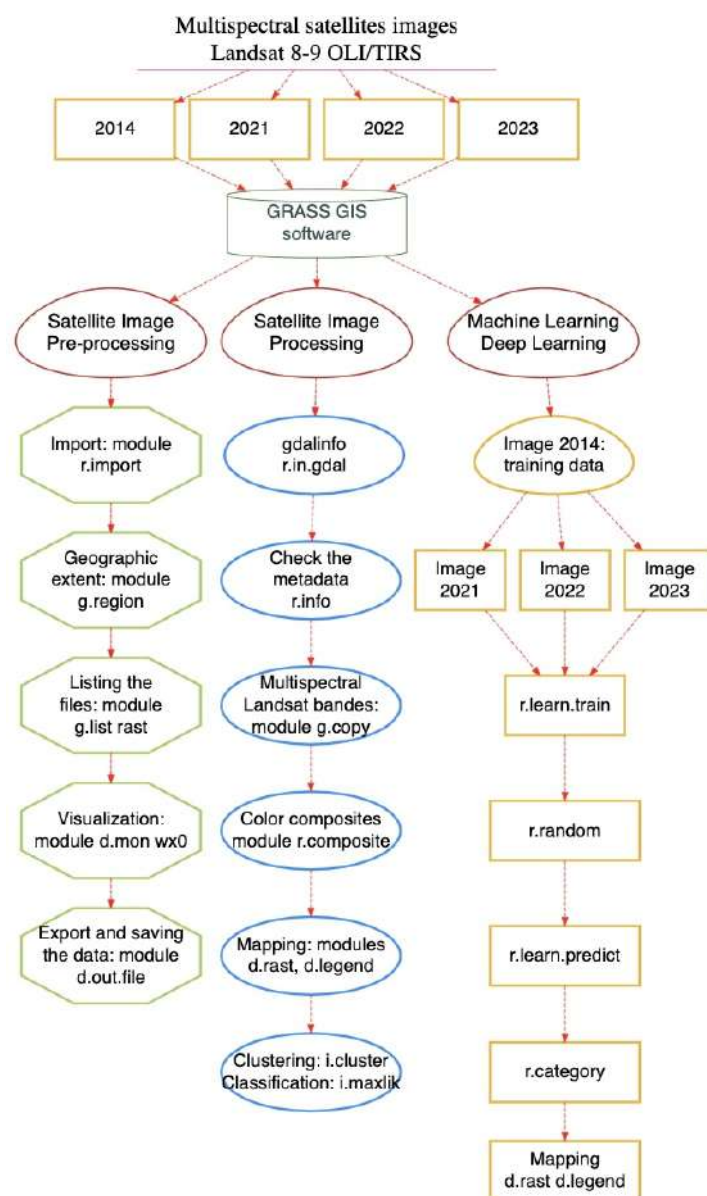 Multispectral satellites images
Landsat 8-9 OLI/TIRS
2014
2021
2022
2023
GRASS GIS
software
Satellite Image
Pre-processing
Satellite Image
Processing
Machine Learning
Deep Learning
Import: module
r.import
gdalinfo
r.in.gdal
Image 2014:
training data
Geographic
extent: module
g.region
Check the
metadata
r.info
Image
2021
Image
2022
Image
2023
Listing the
files: module
g.list rast
Multispectral
Landsat bandes:
module g.copy
r.learn.train
Visualization:
module d.mon wx0
Color composites
module r.composite
r.random
Export and saving
the data: module
d.out.file
Mapping: modules
d.rast, d.legend
r.learn.predict
Clustering: i.cluster
Classification: i.maxlik
r.category
Mapping
d.rast d.legend